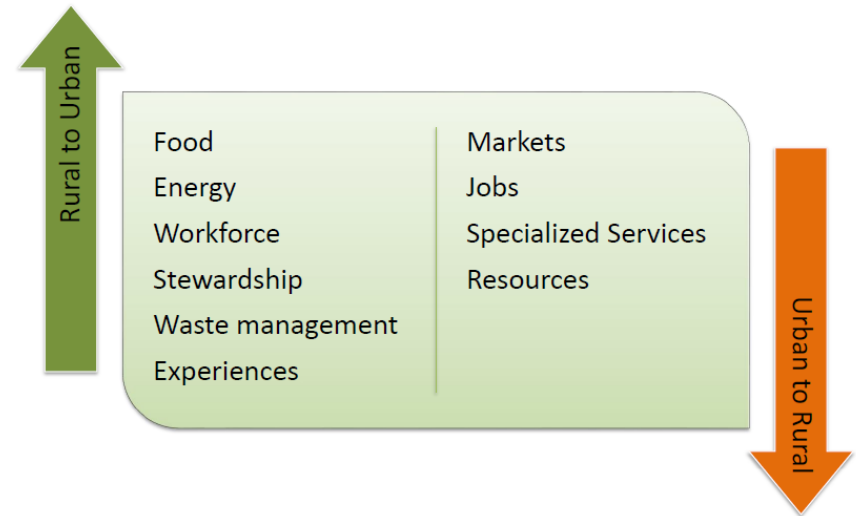 Rural to Urban
Food
Energy
Workforce
Stewardship
Waste management
Experiences
Markets
Jobs
Specialized Services
Resources
Urban to Rural